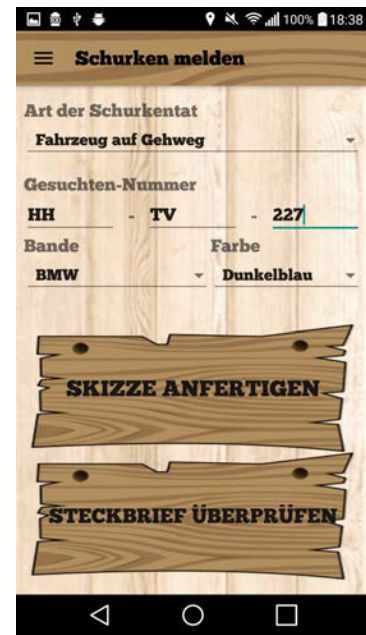 100% 18:38
Schurken melden
Art der Schurkentat
Fahrzeug auf Gehweg
Gesuchten-Nummer
HH - TV - 227
Bande Farbe
BMW Dunkelblau
SKIZZE ANFERTIGEN
STECKBRIEF ÜBERPRÜFEN